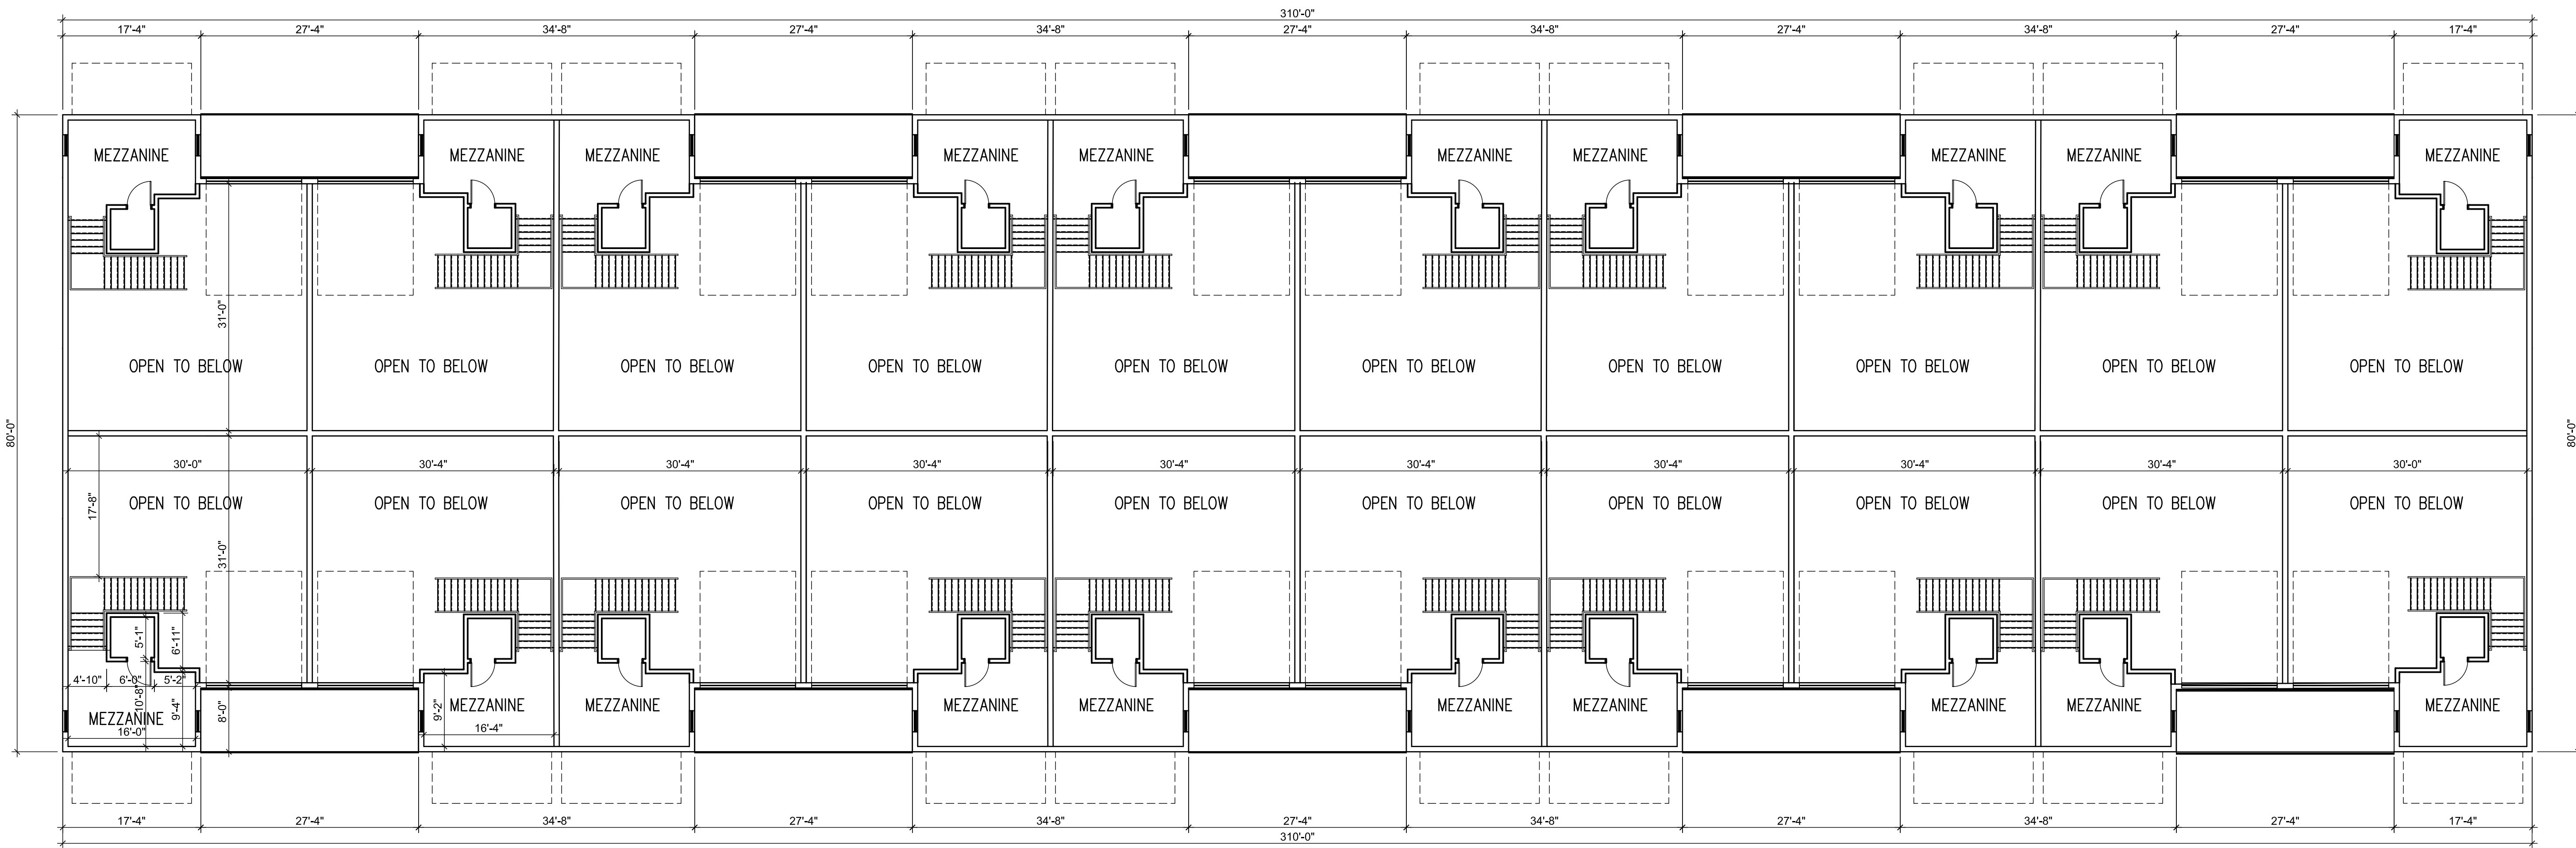 310'-0"
17'-4" 27'-4" 34'-8" 27'-4" 34'-8" 27'-4" 34'-8" 27'-4" 34'-8" 27'-4" 17'-4"
MEZZANINE MEZZANINE MEZZANINE MEZZANINE MEZZANINE MEZZANINE MEZZANINE MEZZANINE MEZZANINE MEZZANINE
31'-0"
OPEN TO BELOW OPEN TO BELOW OPEN TO BELOW OPEN TO BELOW OPEN TO BELOW OPEN TO BELOW OPEN TO BELOW OPEN TO BELOW OPEN TO BELOW OPEN TO BELOW
80'-0" 80'-0"
30'-0" 30'-4" 30'-4" 30'-4" 30'-4" 30'-4" 30'-4" 30'-4" 30'-4" 30'-0"
OPEN TO BELOW OPEN TO BELOW OPEN TO BELOW OPEN TO BELOW OPEN TO BELOW OPEN TO BELOW OPEN TO BELOW OPEN TO BELOW OPEN TO BELOW OPEN TO BELOW
17'-8"
31'-0"
5'-1" 6'-11"
4'-10" 6'-0" 5'-2"
10'-8" 9'-4" 8'-0" 9'-2"
MEZZANINE MEZZANINE MEZZANINE MEZZANINE MEZZANINE MEZZANINE MEZZANINE MEZZANINE MEZZANINE MEZZANINE
16'-0" 16'-4"
17'-4" 27'-4" 34'-8" 27'-4" 34'-8" 27'-4" 34'-8" 27'-4" 34'-8" 27'-4" 17'-4"
310'-0"